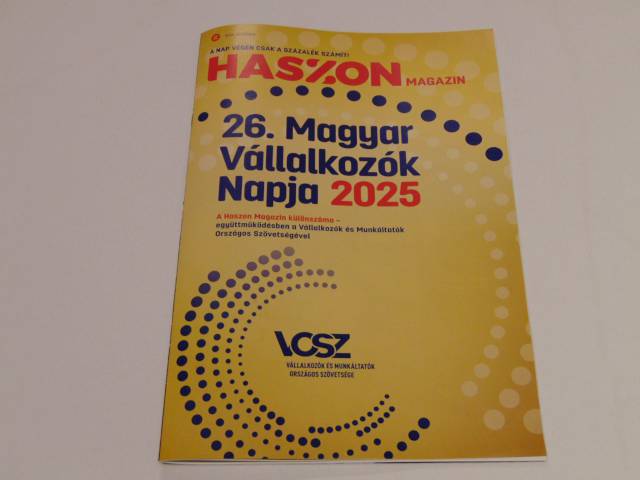 A NAP VÉGÉN CSAK A SZÁZALÉK SZÁMÍT!
HASZON MAGAZIN
26. Magyar
Vállalkozók
Napja 2025
A Haszon Magazin különszáma –
együttműködésben a Vállalkozók és Munkáltatók
Országos Szövetségével
VOSZ
VÁLLALKOZÓK ÉS MUNKÁLTATÓK
ORSZÁGOS SZÖVETSÉGE